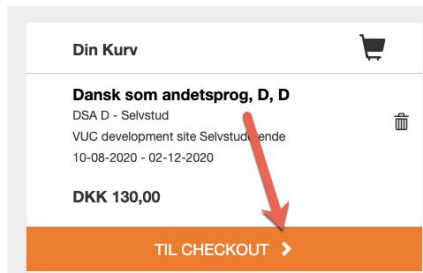 Din Kurv
Dansk som andetsprog, D, D
DSA D - Selvstud
VUC development site Selvstuderende
10-08-2020 - 02-12-2020
DKK 130,00
TIL CHECKOUT